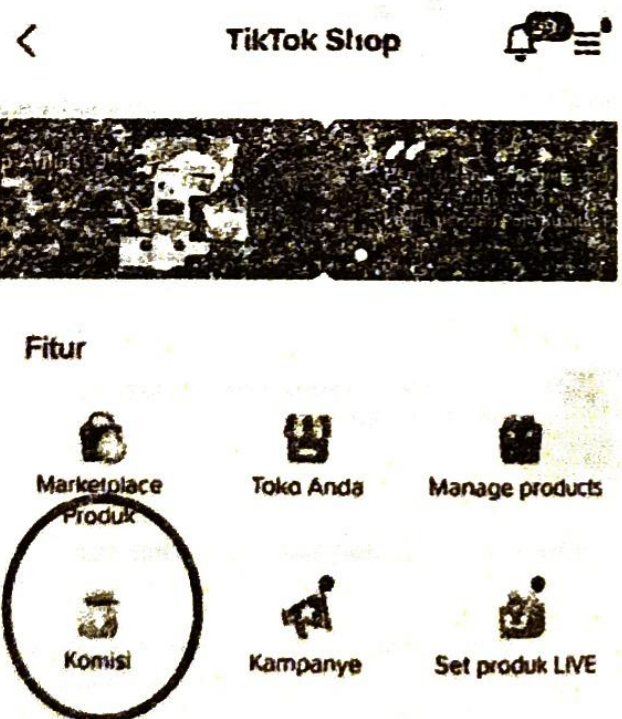 TikTok Shop
Fitur
Marketplace
Produk
Toko Anda
Manage products
Komisi
Kampanye
Set produk LIVE